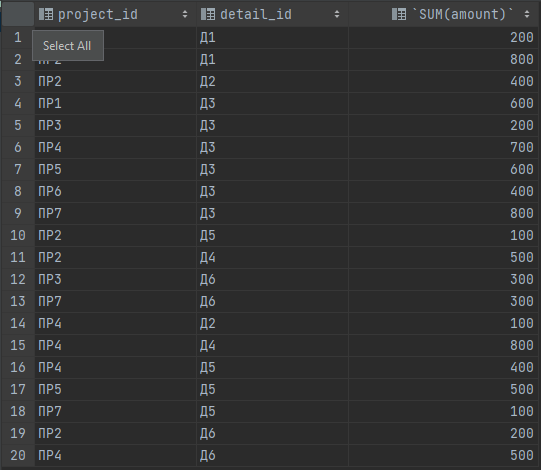 project_id detail_id `SUM(amount)`
1 Д1 200
Select All
2 ПР2 Д1 800
3 ПР2 Д2 400
4 ПР1 Д3 600
5 ПР3 Д3 200
6 ПР4 Д3 700
7 ПР5 Д3 600
8 ПР6 Д3 400
9 ПР7 Д3 800
10 ПР2 Д5 100
11 ПР2 Д4 500
12 ПР3 Д6 300
13 ПР7 Д6 300
14 ПР4 Д2 100
15 ПР4 Д4 800
16 ПР4 Д5 400
17 ПР5 Д5 500
18 ПР7 Д5 100
19 ПР2 Д6 200
20 ПР4 Д6 500